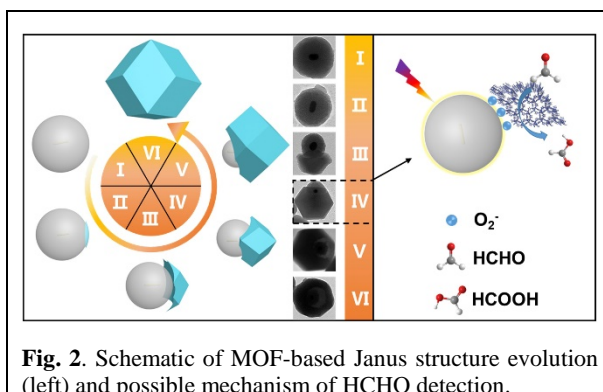 VI
I
V
II
IV
III
I
II
III
IV
V
VI
O₂⁻
HCHO
HCOOH
Fig. 2. Schematic of MOF-based Janus structure evolution
(left) and possible mechanism of HCHO detection.